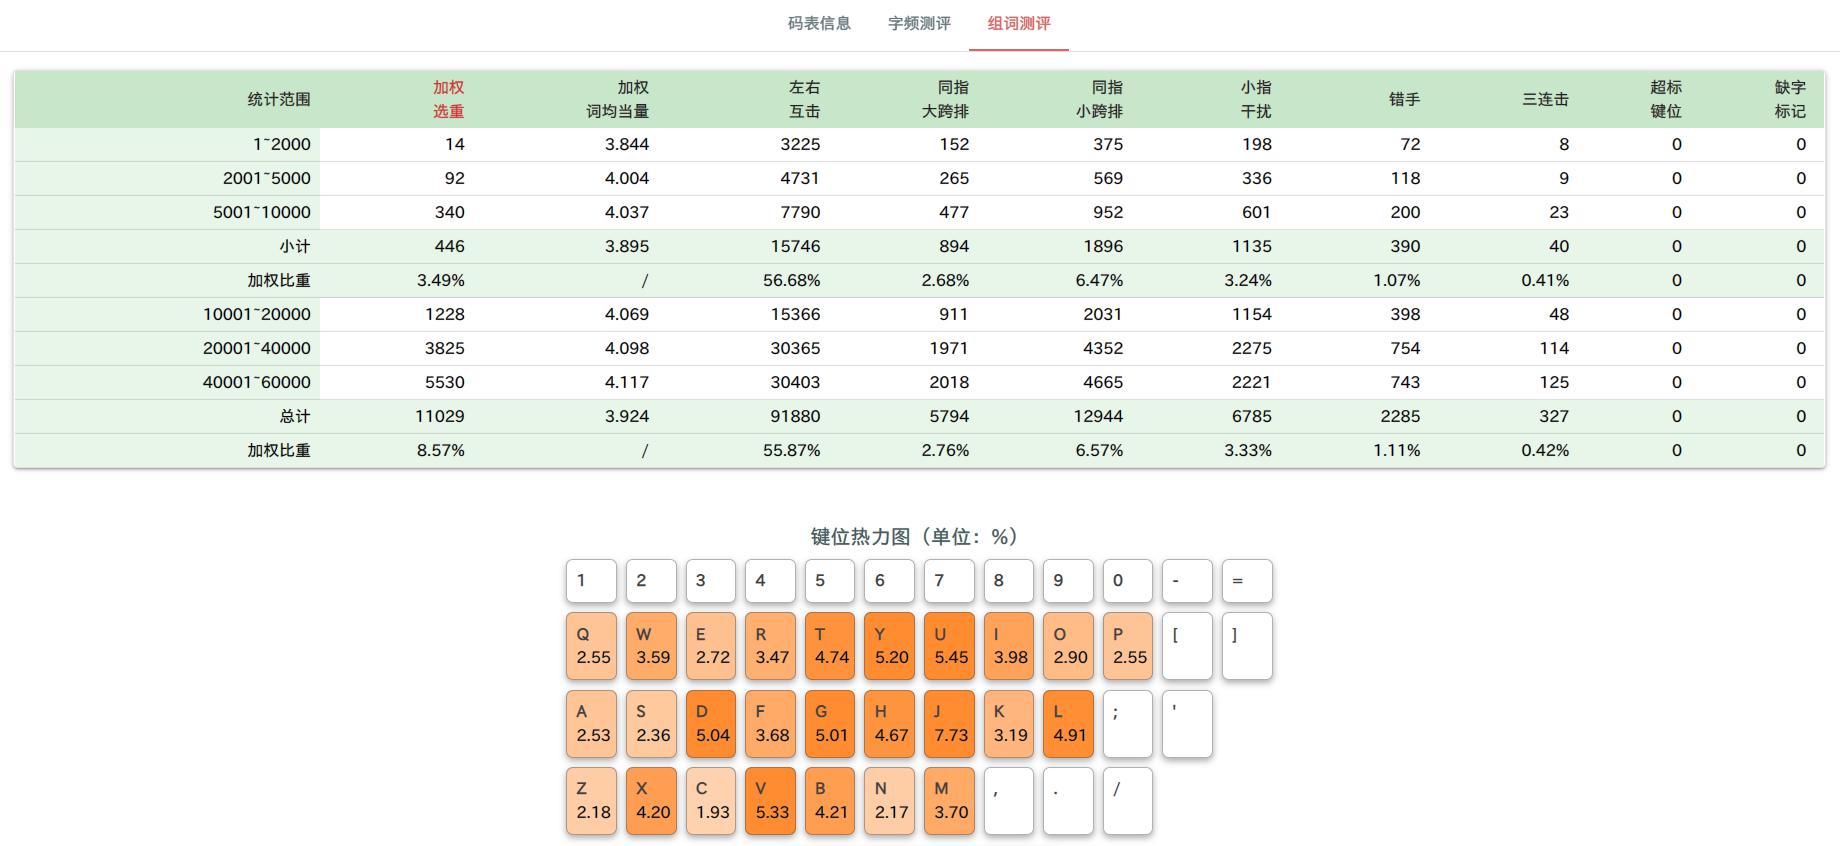 码表信息 字频测评 组词测评
统计范围 加权选重 加权词均当量 左右互击 同指大跨排 同指小跨排 小指干扰 错手 三连击 超标键位 缺字标记
1~2000 14 3.844 3225 152 375 198 72 8 0 0
2001~5000 92 4.004 4731 265 569 336 118 9 0 0
5001~10000 340 4.037 7790 477 952 601 200 23 0 0
小计 446 3.895 15746 894 1896 1135 390 40 0 0
加权比重 3.49% / 56.68% 2.68% 6.47% 3.24% 1.07% 0.41% 0 0
10001~20000 1228 4.069 15366 911 2031 1154 398 48 0 0
20001~40000 3825 4.098 30365 1971 4352 2275 754 114 0 0
40001~60000 5530 4.117 30403 2018 4665 2221 743 125 0 0
总计 11029 3.924 91880 5794 12944 6785 2285 327 0 0
加权比重 8.57% / 55.87% 2.76% 6.57% 3.33% 1.11% 0.42% 0 0
键位热力图（单位：%）
1 2 3 4 5 6 7 8 9 0 - =
Q W E R T Y U I O P [ ]
2.55 3.59 2.72 3.47 4.74 5.20 5.45 3.98 2.90 2.55
A S D F G H J K L ; '
2.53 2.36 5.04 3.68 5.01 4.67 7.73 3.19 4.91
Z X C V B N M , . /
2.18 4.20 1.93 5.33 4.21 2.17 3.70